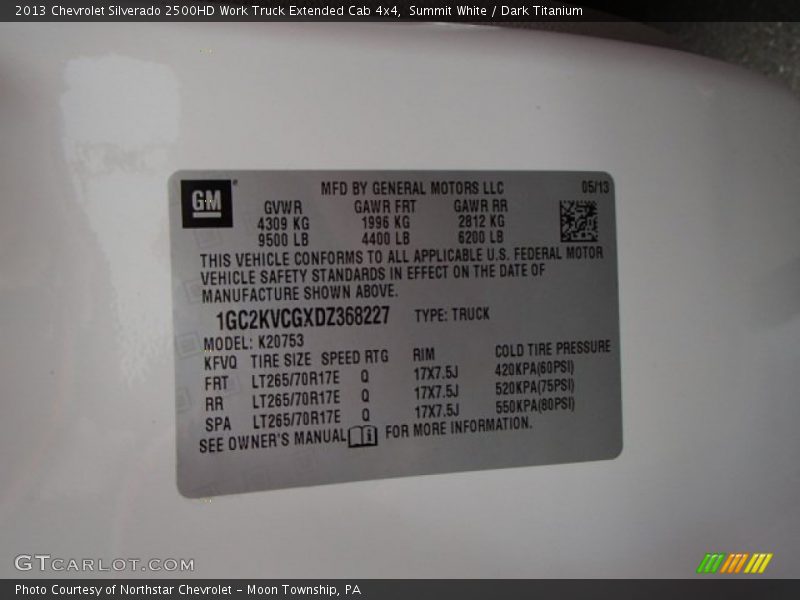 2013 Chevrolet Silverado 2500HD Work Truck Extended Cab 4x4,  Summit White / Dark Titanium
GM
MFD BY GENERAL MOTORS LLC 05/13
GVWR GAWR FRT GAWR RR
4309 KG 1996 KG 2812 KG
9500 LB 4400 LB 6200 LB
THIS VEHICLE CONFORMS TO ALL APPLICABLE U.S. FEDERAL MOTOR
VEHICLE SAFETY STANDARDS IN EFFECT ON THE DATE OF
MANUFACTURE SHOWN ABOVE.
1GC2KVCGXDZ368227 TYPE: TRUCK
MODEL: K20753
KFVQ TIRE SIZE SPEED RTG RIM COLD TIRE PRESSURE
FRT LT265/70R17E Q 17X7.5J 420KPA(60PSI)
RR LT265/70R17E Q 17X7.5J 520KPA(75PSI)
SPA LT265/70R17E Q 17X7.5J 550KPA(80PSI)
SEE OWNER'S MANUAL FOR MORE INFORMATION.
GTCARLOT.COM
Photo Courtesy of Northstar Chevrolet - Moon Township, PA